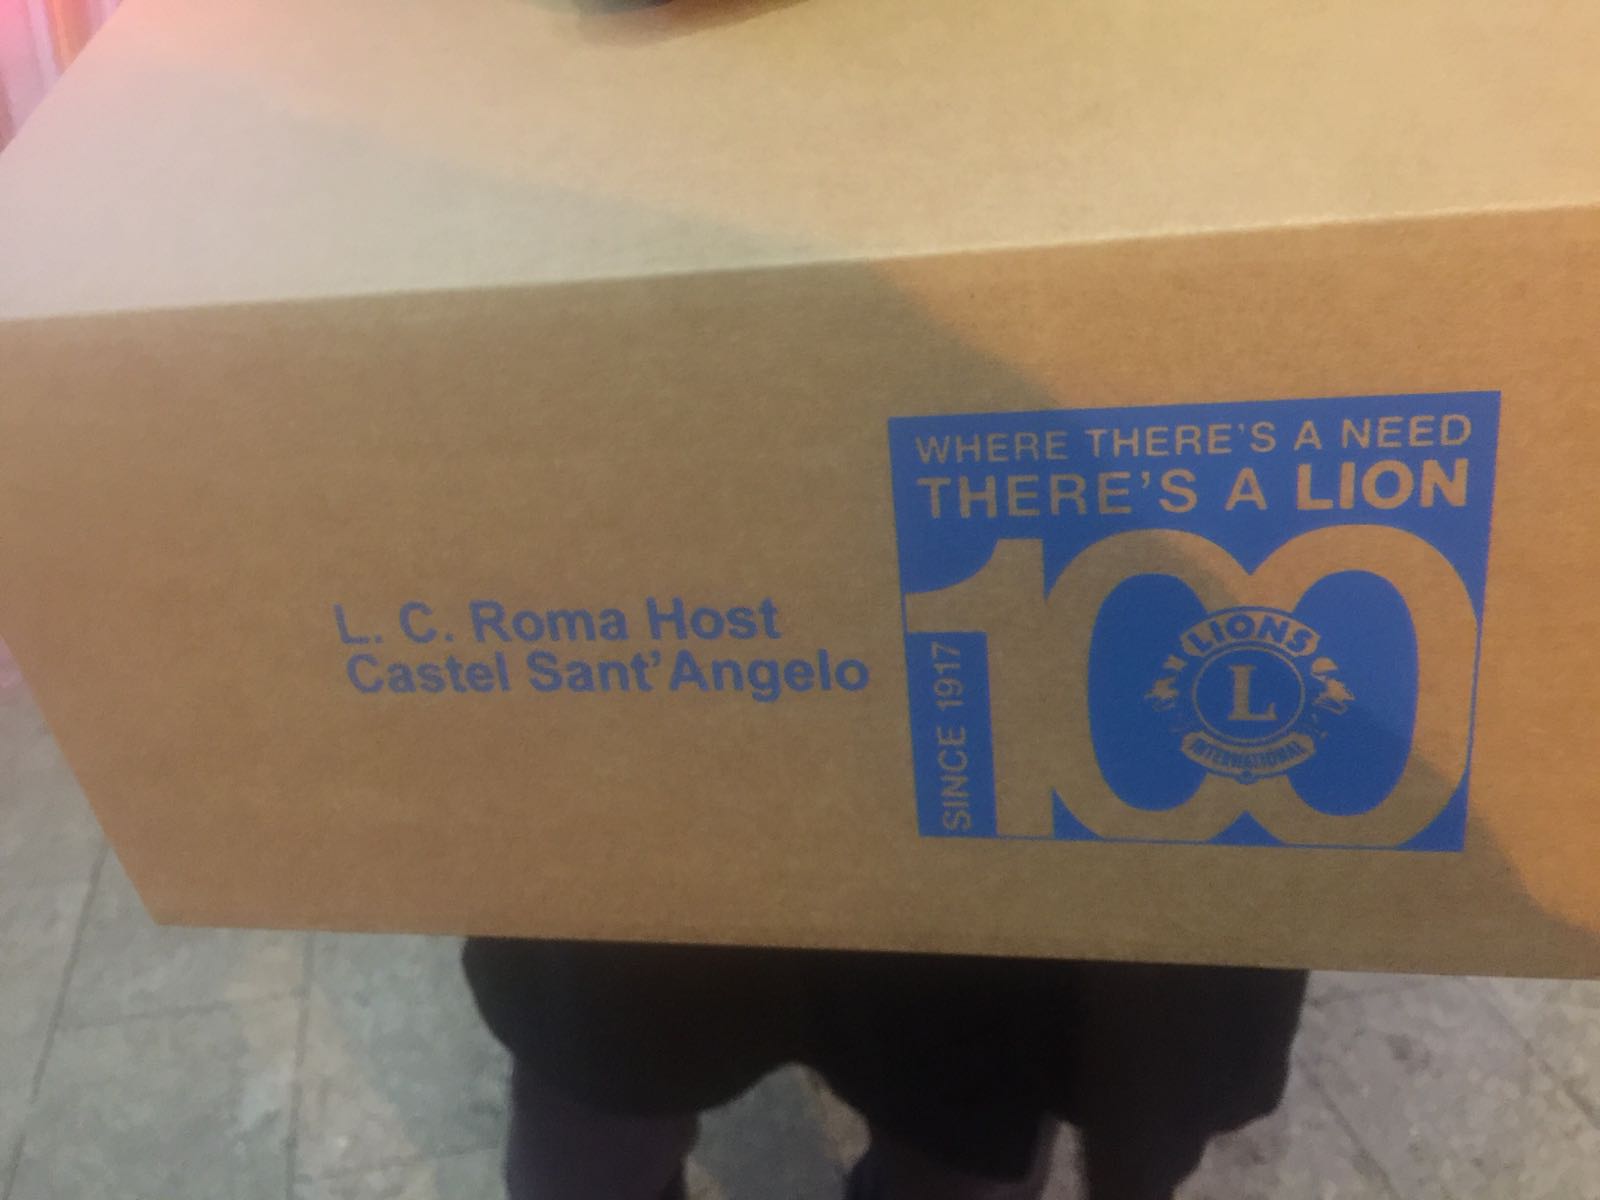 L. C. Roma Host
Castel Sant'Angelo
WHERE THERE'S A NEED
THERE'S A LION
100
SINCE 1917
LIONS
L
INTERNATIONAL